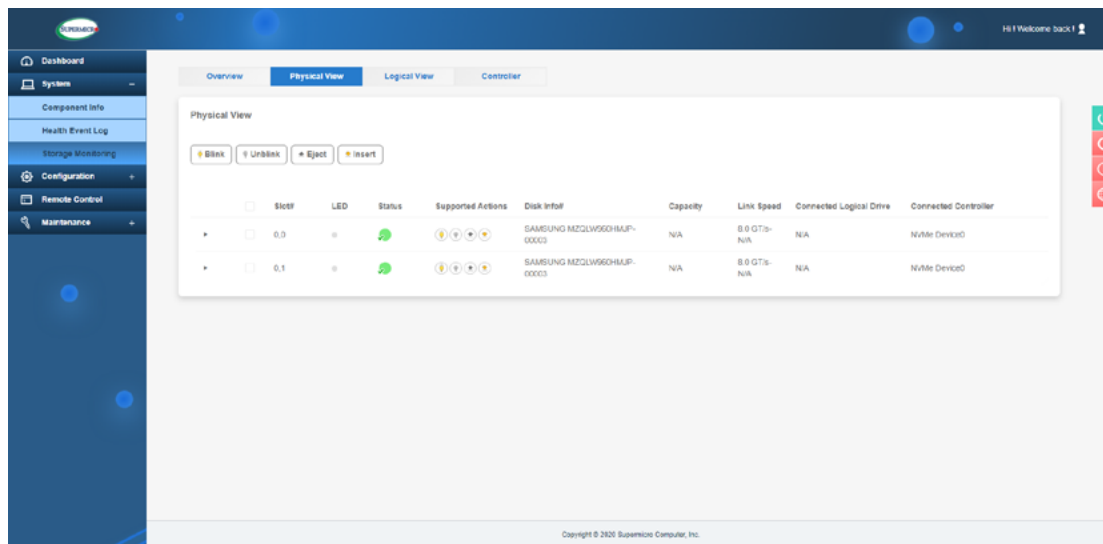 SUPERMICRO
Hi ! Welcome back !
Dashboard
System −
Component Info
Health Event Log
Storage Monitoring
Configuration +
Remote Control
Maintenance +
Overview Physical View Logical View Controller
Physical View
Blink Unblink Eject Insert
Slot# LED Status Supported Actions Disk Info# Capacity Link Speed Connected Logical Drive Connected Controller
0,0 SAMSUNG MZQLW960HMJP- N/A 8.0 GT/s- N/A NVMe Device0
00003 N/A
0,1 SAMSUNG MZQLW960HMJP- N/A 8.0 GT/s- N/A NVMe Device0
00003 N/A
Copyright © 2020 Supermicro Computer, Inc.